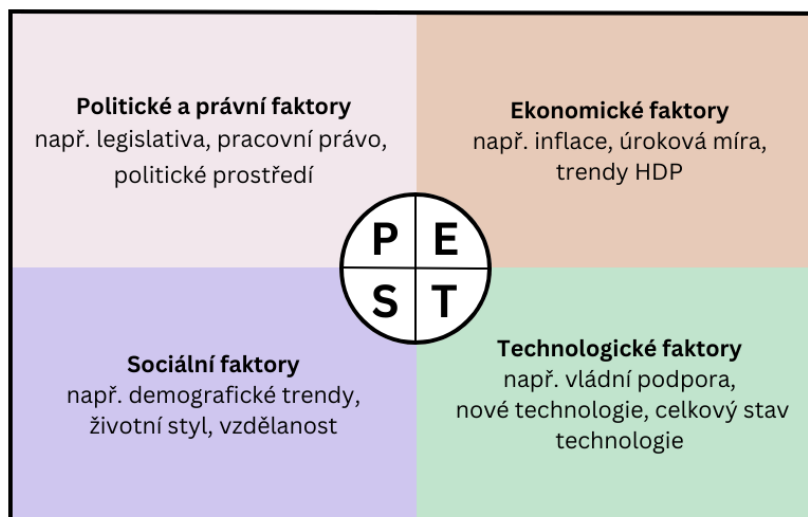 Politické a právní faktory
např. legislativa, pracovní právo,
politické prostředí
Ekonomické faktory
např. inflace, úroková míra,
trendy HDP
P E
S T
Sociální faktory
např. demografické trendy,
životní styl, vzdělanost
Technologické faktory
např. vládní podpora,
nové technologie, celkový stav
technologie